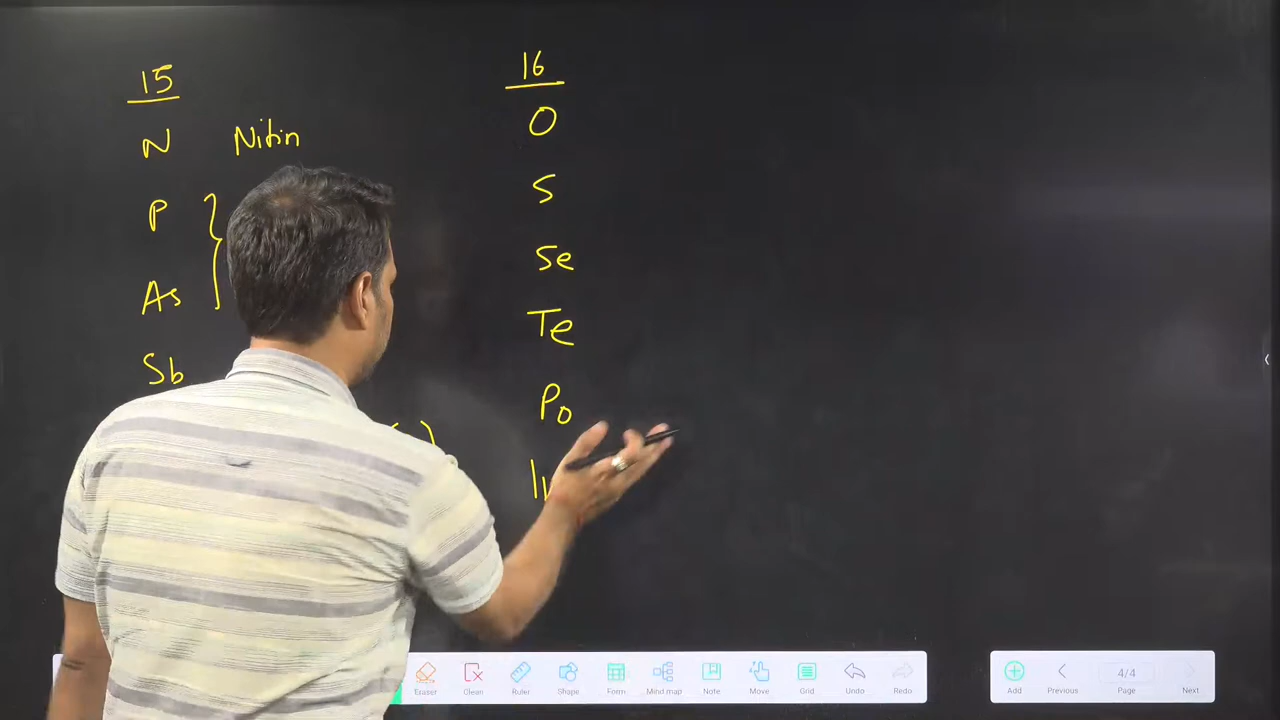 15
N Nitin
P
As
Sb
16
O
S
Se
Te
Po
Eraser Clean Ruler Shape Form Mind map Note Move Grid Undo Redo
Add Previous 4/4 Page Next